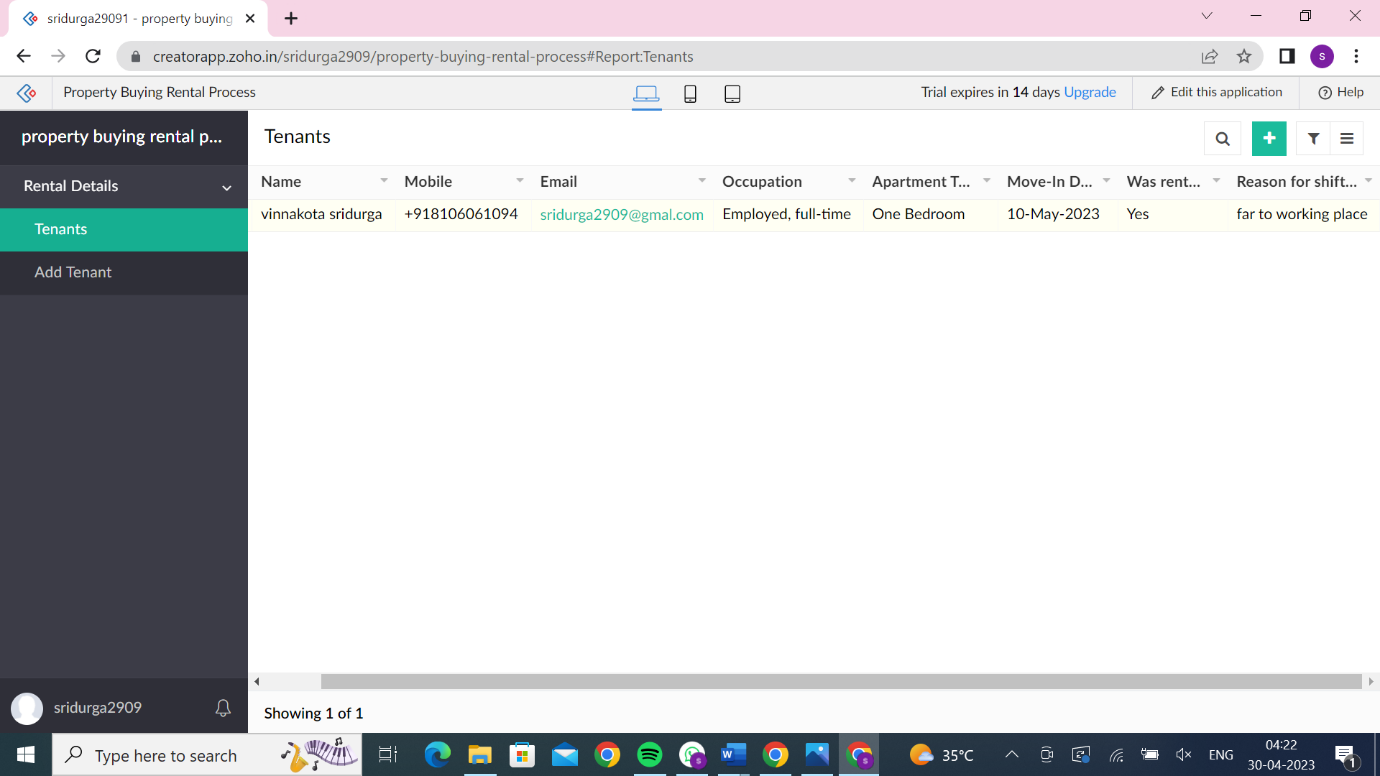 sridurga29091 - property buying
creatorapp.zoho.in/sridurga2909/property-buying-rental-process#Report:Tenants
s
Property Buying Rental Process
Trial expires in 14 days Upgrade
Edit this application
Help
property buying rental p...
Tenants
Rental Details
Name Mobile Email Occupation Apartment T... Move-In D... Was rent... Reason for shift...
vinnakota sridurga +918106061094 sridurga2909@gmal.com Employed, full-time One Bedroom 10-May-2023 Yes far to working place
Tenants
Add Tenant
sridurga2909
Showing 1 of 1
Type here to search
35°C
ENG
04:22
30-04-2023
1